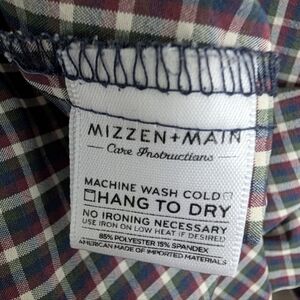 MIZZEN+MAIN
Care Instructions
MACHINE WASH COLD
HANG TO DRY
NO IRONING NECESSARY
USE IRON ON LOW HEAT IF DESIRED
85% POLYESTER 15% SPANDEX
AMERICAN MADE OF IMPORTED MATERIALS